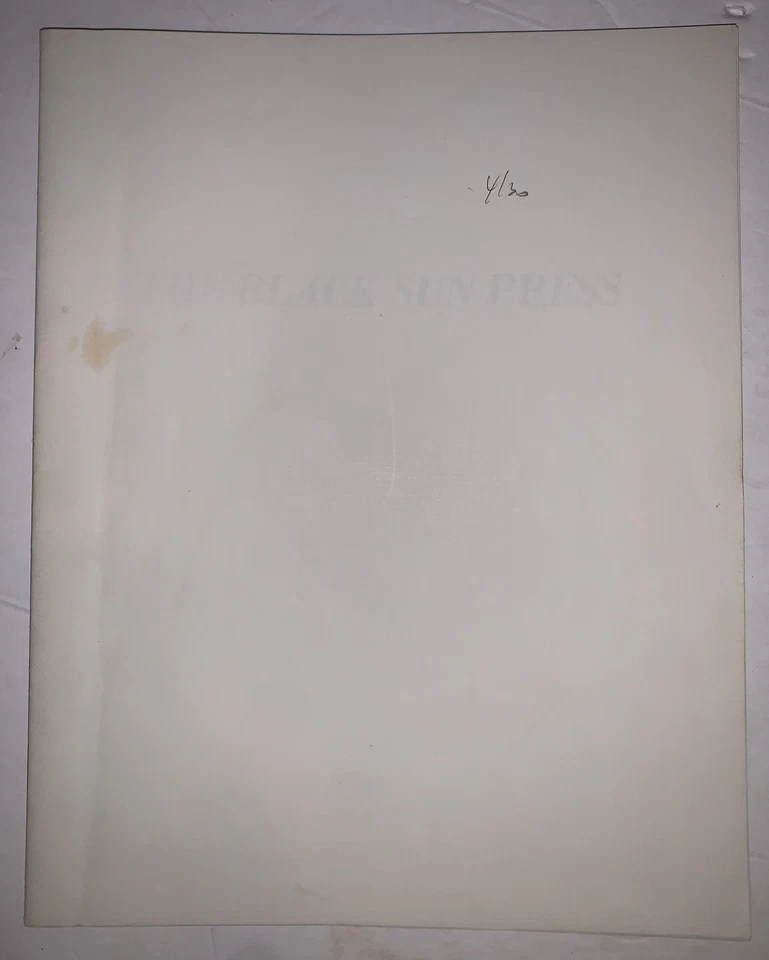 4/30
THE BLACK SUN PRESS